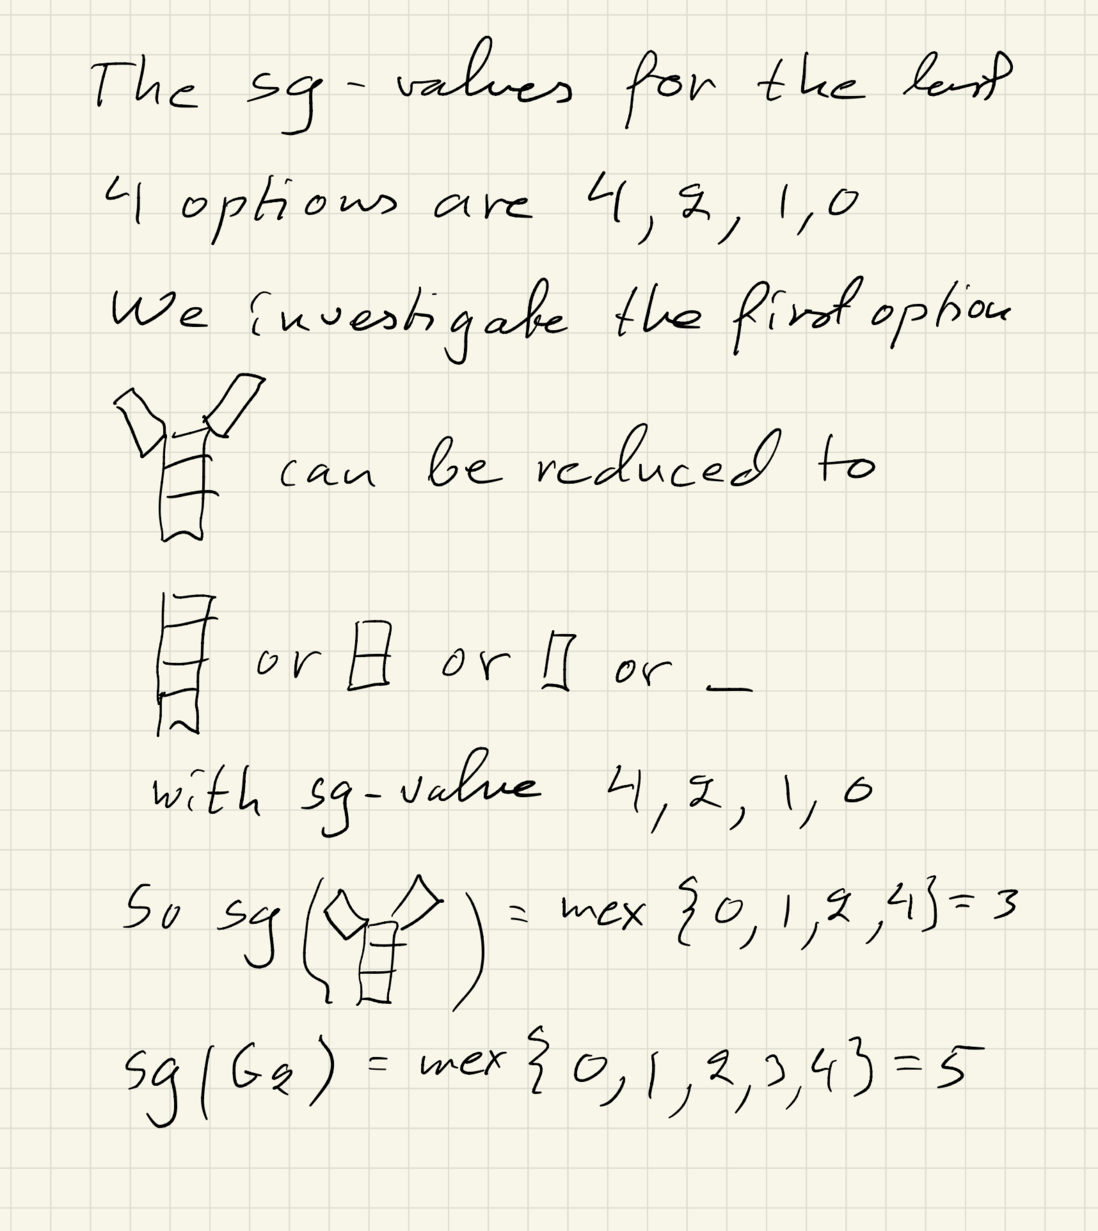 The sg-values for the last
4 options are 4, 2, 1, 0
We investigate the first option
can be reduced to
or or or
with sg-value 4, 2, 1, 0
So sg( ) = mex {0, 1, 2, 4} = 3
sg(G2) = mex {0, 1, 2, 3, 4} = 5